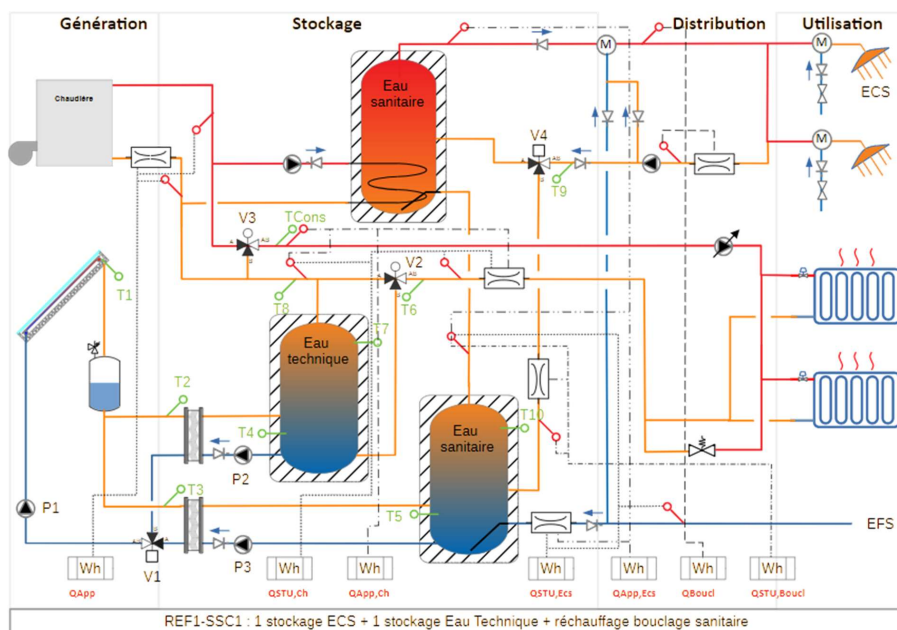 Génération
Stockage
Distribution
Utilisation
Chaudière
Eau
sanitaire
M
M
ECS
M
V4
T9
V3
TCons
V2
T1
T8
T6
Eau
technique
T7
T2
T4
Eau
sanitaire
T10
P2
T3
T5
P1
P3
V1
EFS
Wh
Wh
Wh
Wh
Wh
Wh
Wh
QApp
QSTU,Ch
QApp,Ch
QSTU,Ecs
QApp,Ecs
QBoucl
QSTU,Boucl
REF1-SSC1 : 1 stockage ECS + 1 stockage Eau Technique + réchauffage bouclage sanitaire